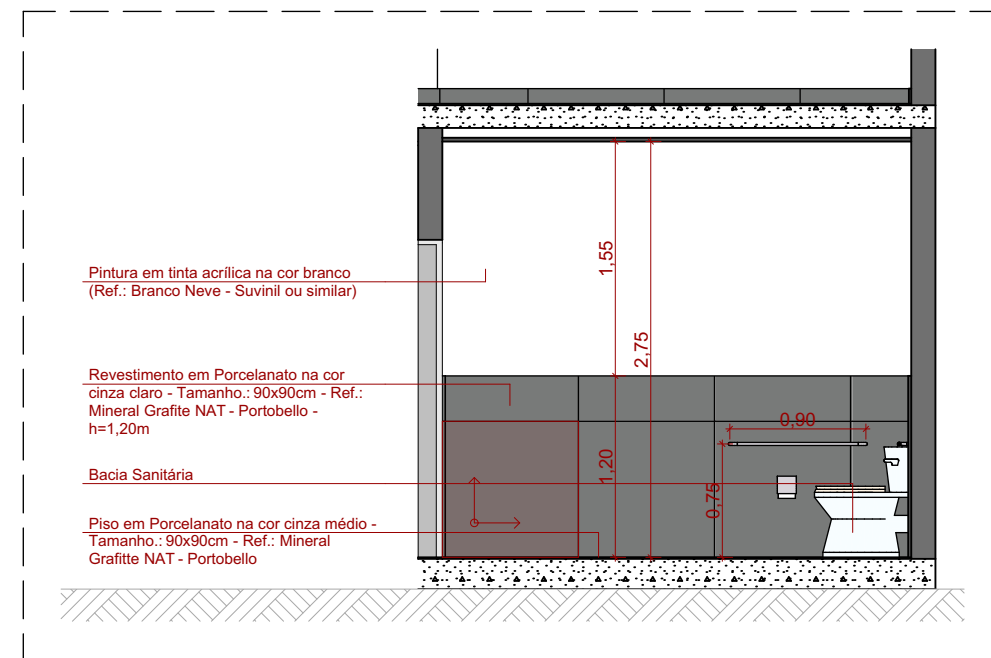 Pintura em tinta acrílica na cor branco
(Ref.: Branco Neve - Suvinil ou similar)
1,55
2,75
Revestimento em Porcelanato na cor
cinza claro - Tamanho.: 90x90cm - Ref.:
Mineral Grafite NAT - Portobello -
h=1,20m
0,90
1,20
Bacia Sanitária
0,75
Piso em Porcelanato na cor cinza médio -
Tamanho.: 90x90cm - Ref.: Mineral
Grafitte NAT - Portobello